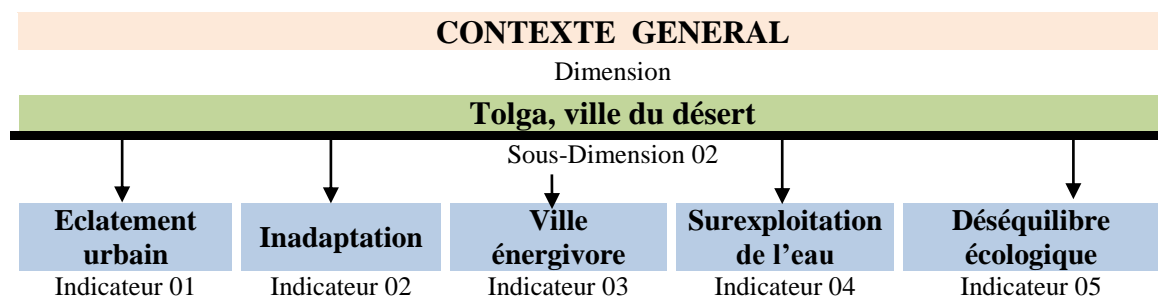 CONTEXTE GENERAL
Dimension
Tolga, ville du désert
Sous-Dimension 02
Eclatement
urbain
Indicateur 01
Inadaptation
Indicateur 02
Ville
énergivore
Indicateur 03
Surexploitation
de l'eau
Indicateur 04
Déséquilibre
écologique
Indicateur 05